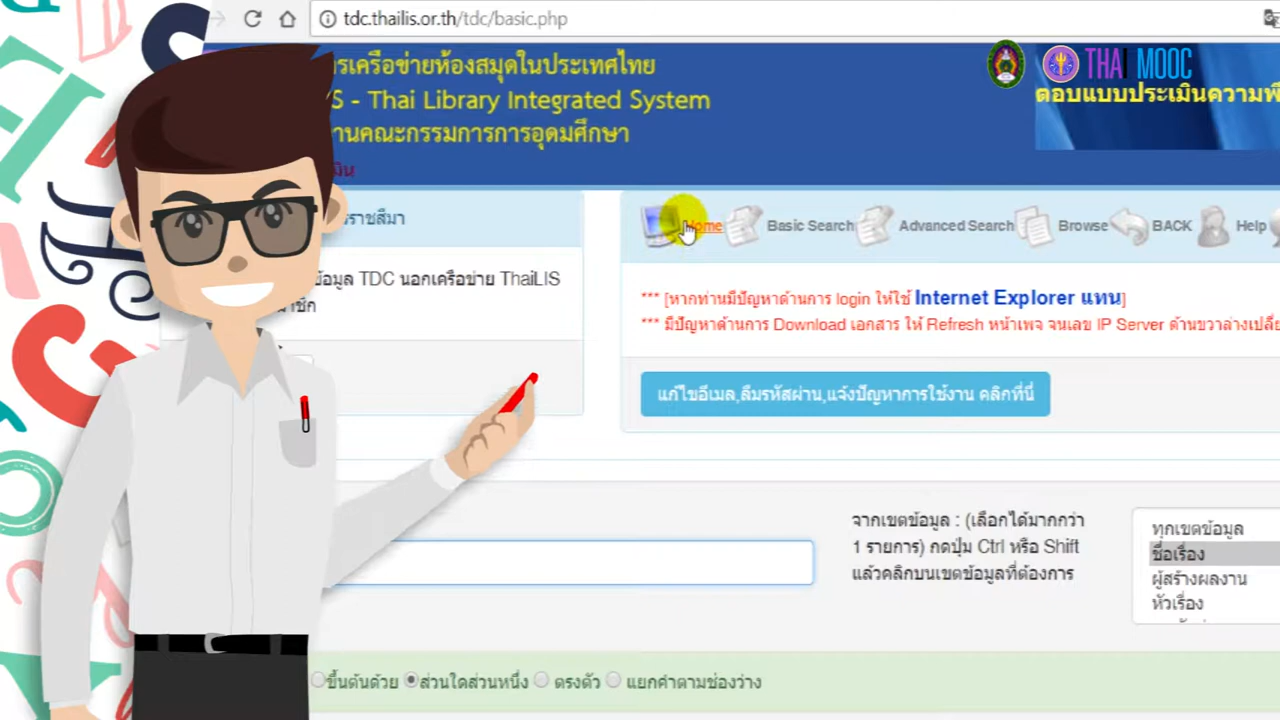 tdc.thailis.or.th/tdc/basic.php
THAI MOOC
รเครือข่ายห้องสมุดในประเทศไทย
S - Thai Library Integrated System
านคณะกรรมการการอุดมศึกษา
ตอบแบบประเมินความพึ
มิน
ราชสีมา
Home Basic Search Advanced Search Browse BACK Help
ข้อมูล TDC นอกเครือข่าย ThaiLIS
าชิก
*** [หากท่านมีปัญหาด้านการ login ให้ใช้ Internet Explorer แทน]
*** มีปัญหาด้านการ Download เอกสาร ให้ Refresh หน้าเพจ จนเลข IP Server ด้านขวาล่างเปลี่ย
แก้ไขอีเมล,ลืมรหัสผ่าน,แจ้งปัญหาการใช้งาน คลิกที่นี่
จากเขตข้อมูล : (เลือกได้มากกว่า
1 รายการ) กดปุ่ม Ctrl หรือ Shift
แล้วคลิกบนเขตข้อมูลที่ต้องการ
ทุกเขตข้อมูล
ชื่อเรื่อง
ผู้สร้างผลงาน
หัวเรื่อง
ขึ้นต้นด้วย ส่วนใดส่วนหนึ่ง ตรงตัว แยกคำตามช่องว่าง